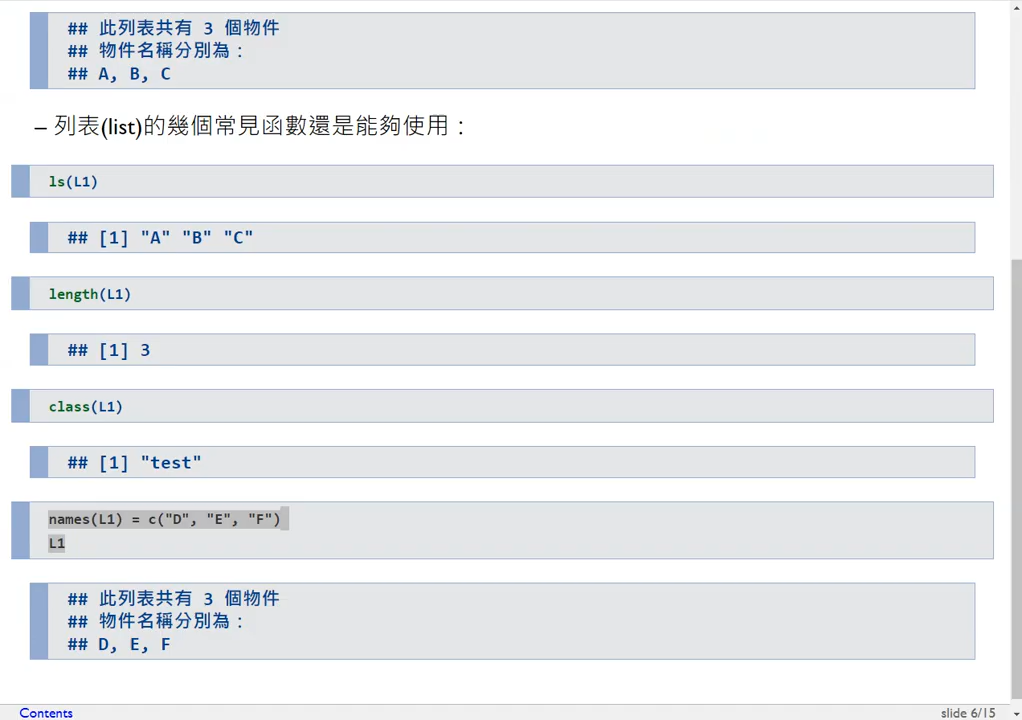 ## 此列表共有 3 個物件
## 物件名稱分別為：
## A, B, C
– 列表(list)的幾個常見函數還是能夠使用：
ls(L1)
## [1] "A" "B" "C"
length(L1)
## [1] 3
class(L1)
## [1] "test"
names(L1) = c("D", "E", "F")
L1
## 此列表共有 3 個物件
## 物件名稱分別為：
## D, E, F
Contents
slide 6/15